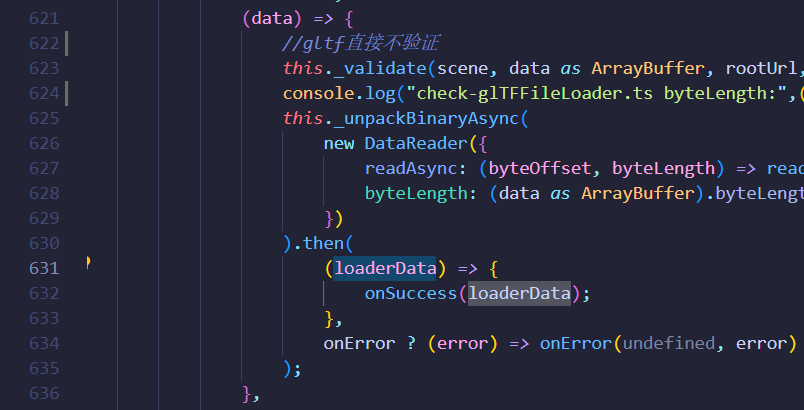 621 (data) => {
622 //gltf直接不验证
623 this._validate(scene, data as ArrayBuffer, rootUrl,
624 console.log("check-glTFFileLoader.ts byteLength:",(
625 this._unpackBinaryAsync(
626 new DataReader({
627 readAsync: (byteOffset, byteLength) => read
628 byteLength: (data as ArrayBuffer).byteLengt
629 })
630 ).then(
631 (loaderData) => {
632 onSuccess(loaderData);
633 },
634 onError ? (error) => onError(undefined, error)
635 );
636 },